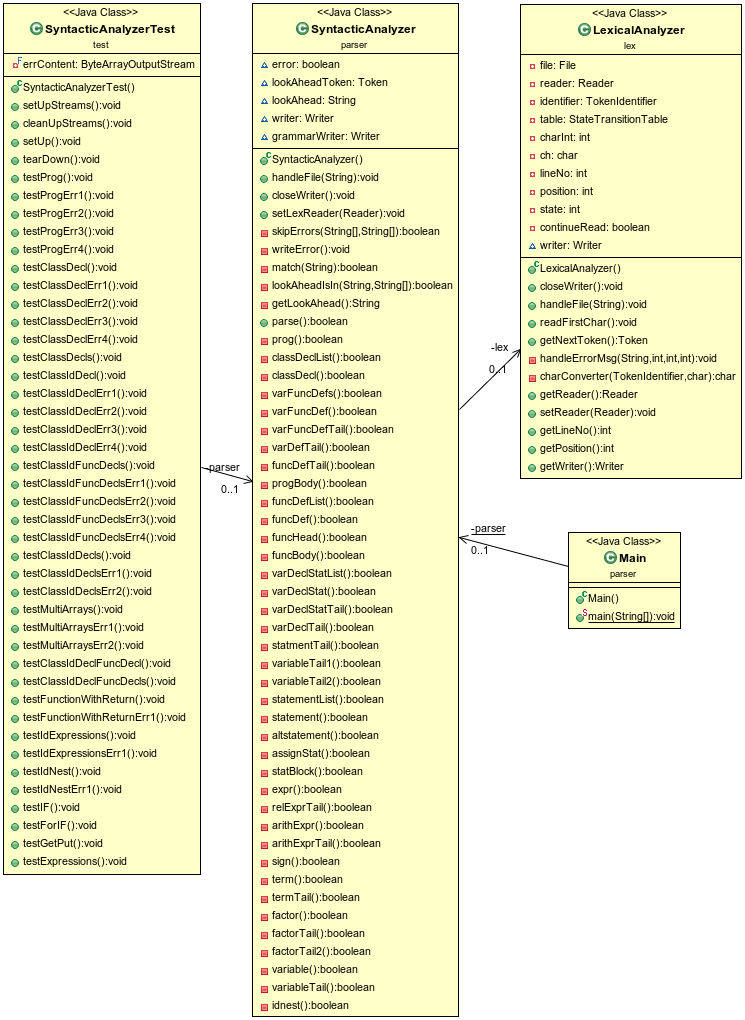 <<Java Class>>
SyntacticAnalyzerTest
test
errContent: ByteArrayOutputStream
SyntacticAnalyzerTest()
setUpStreams():void
cleanUpStreams():void
setUp():void
tearDown():void
testProg():void
testProgErr1():void
testProgErr2():void
testProgErr3():void
testProgErr4():void
testClassDecl():void
testClassDeclErr1():void
testClassDeclErr2():void
testClassDeclErr3():void
testClassDeclErr4():void
testClassDecls():void
testClassIdDecl():void
testClassIdDeclErr1():void
testClassIdDeclErr2():void
testClassIdDeclErr3():void
testClassIdDeclErr4():void
testClassIdFuncDecls():void
testClassIdFuncDeclsErr1():void
testClassIdFuncDeclsErr2():void
testClassIdFuncDeclsErr3():void
testClassIdFuncDeclsErr4():void
testClassIdDecls():void
testClassIdDeclsErr1():void
testClassIdDeclsErr2():void
testMultiArrays():void
testMultiArraysErr1():void
testMultiArraysErr2():void
testClassIdDeclFuncDecl():void
testClassIdDeclFuncDecls():void
testFunctionWithReturn():void
testFunctionWithReturnErr1():void
testIdExpressions():void
testIdExpressionsErr1():void
testIdNest():void
testIdNestErr1():void
testIF():void
testForIF():void
testGetPut():void
testExpressions():void
-parser
0..1
<<Java Class>>
SyntacticAnalyzer
parser
error: boolean
lookAheadToken: Token
lookAhead: String
writer: Writer
grammarWriter: Writer
SyntacticAnalyzer()
handleFile(String):void
closeWriter():void
setLexReader(Reader):void
skipErrors(String[],String[]):boolean
writeError():void
match(String):boolean
lookAheadIsIn(String,String[]):boolean
getLookAhead():String
parse():boolean
prog():boolean
classDeclList():boolean
classDecl():boolean
varFuncDefs():boolean
varFuncDef():boolean
varFuncDefTail():boolean
varDefTail():boolean
funcDefTail():boolean
progBody():boolean
funcDefList():boolean
funcDef():boolean
funcHead():boolean
funcBody():boolean
varDeclStatList():boolean
varDeclStat():boolean
varDeclStatTail():boolean
varDeclTail():boolean
statmentTail():boolean
variableTail1():boolean
variableTail2():boolean
statementList():boolean
statement():boolean
altstatement():boolean
assignStat():boolean
statBlock():boolean
expr():boolean
relExprTail():boolean
arithExpr():boolean
arithExprTail():boolean
sign():boolean
term():boolean
termTail():boolean
factor():boolean
factorTail():boolean
factorTail2():boolean
variable():boolean
variableTail():boolean
idnest():boolean
-lex
0..1
<<Java Class>>
LexicalAnalyzer
lex
file: File
reader: Reader
identifier: TokenIdentifier
table: StateTransitionTable
charInt: int
ch: char
lineNo: int
position: int
state: int
continueRead: boolean
writer: Writer
LexicalAnalyzer()
closeWriter():void
handleFile(String):void
readFirstChar():void
getNextToken():Token
handleErrorMsg(String,int,int,int):void
charConverter(TokenIdentifier,char):char
getReader():Reader
setReader(Reader):void
getLineNo():int
getPosition():int
getWriter():Writer
-parser
0..1
<<Java Class>>
Main
parser
Main()
main(String[]):void